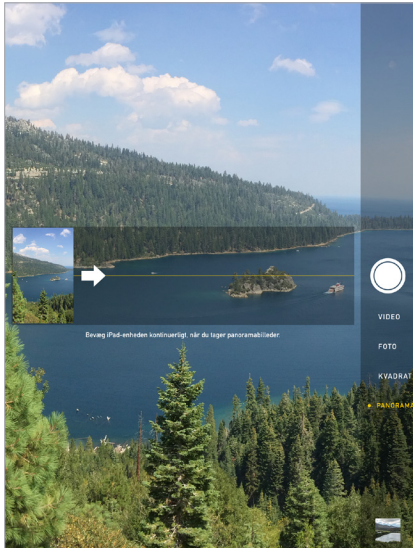 Bevæg iPad-enheden kontinuerligt, når du tager panoramabilleder.
VIDEO
FOTO
KVADRAT
PANORAMA